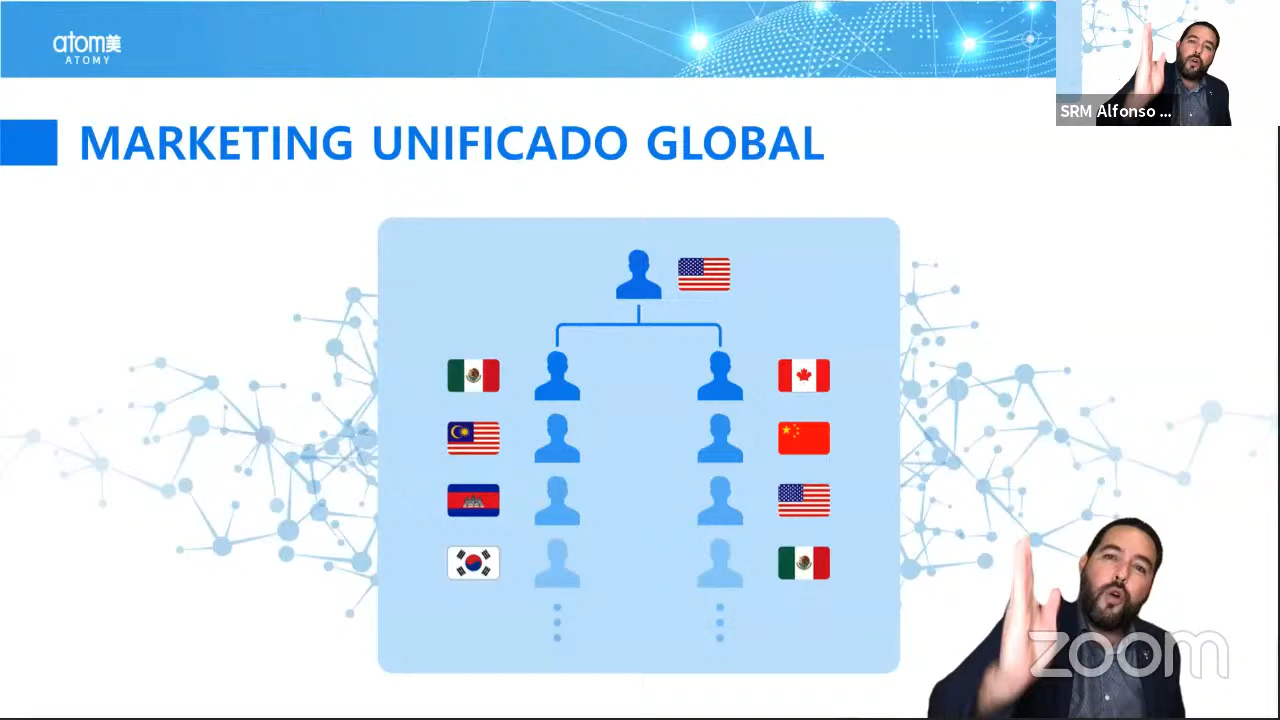 atom美
ATOMY
SRM Alfonso ...
MARKETING UNIFICADO GLOBAL
zoom